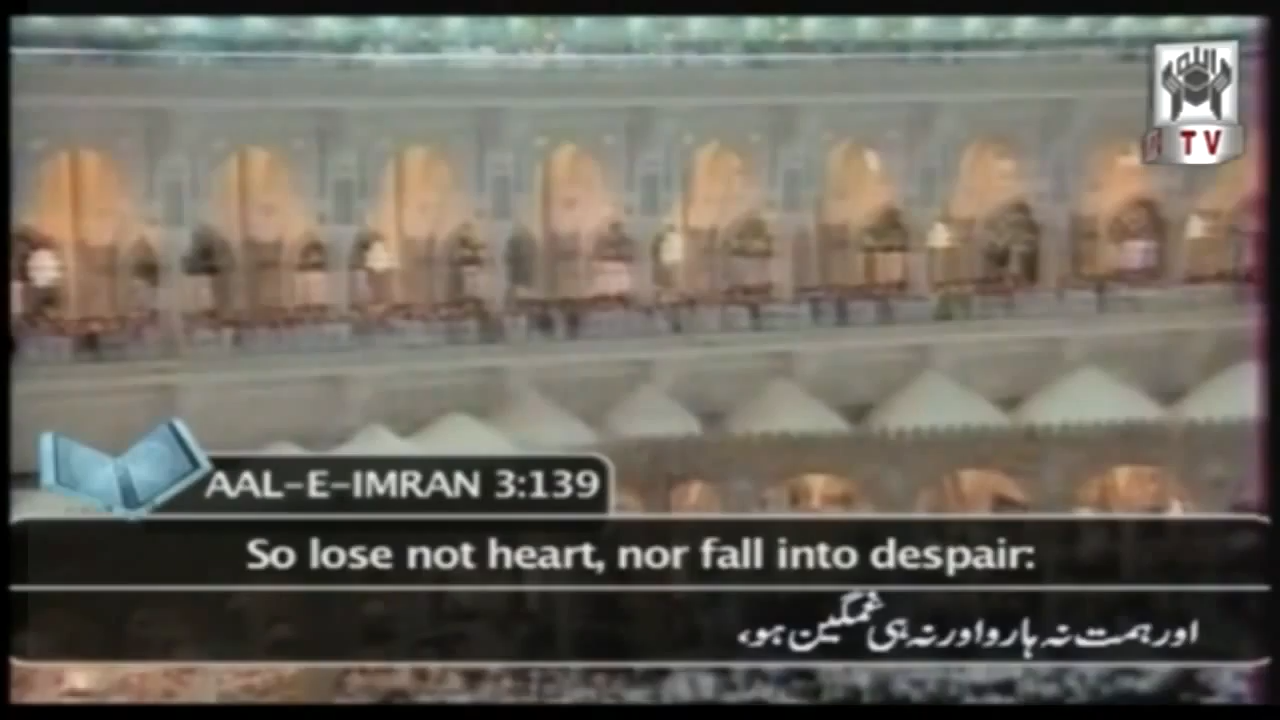 الله
TV
AAL-E-IMRAN 3:139
So lose not heart, nor fall into despair:
اور ہمت نہ ہارو اور نہ ہی غمگین ہو،